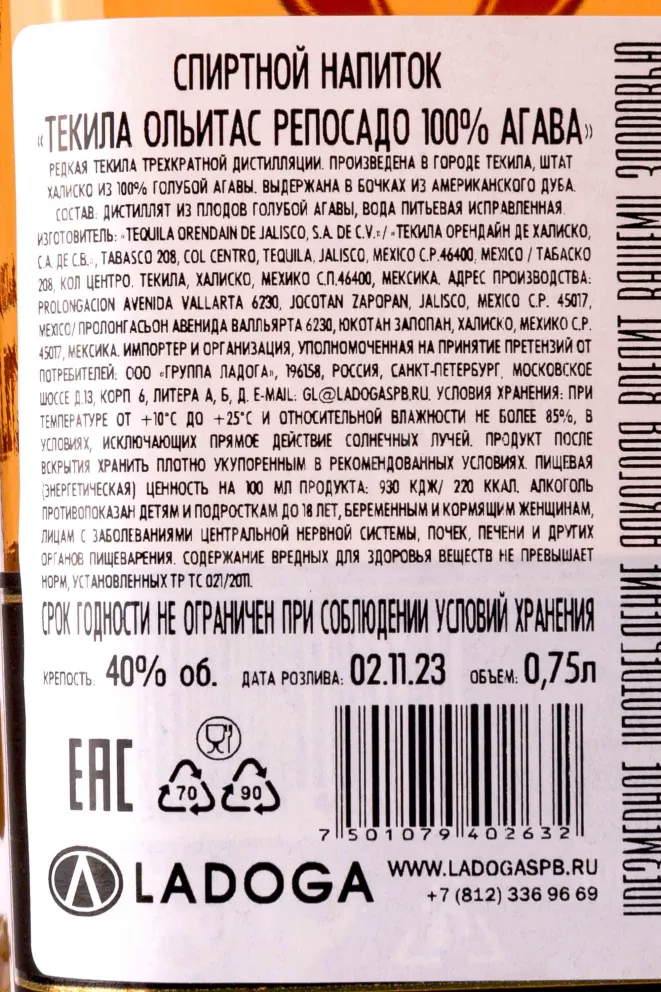 СПИРТНОЙ НАПИТОК
«ТЕКИЛА ОЛЬИТАС РЕПОСАДО 100% АГАВА»
РЕДКАЯ ТЕКИЛА ТРЕХКРАТНОЙ ДИСТИЛЛЯЦИИ. ПРОИЗВЕДЕНА В ГОРОДЕ ТЕКИЛА, ШТАТ
ХАЛИСКО ИЗ 100% ГОЛУБОЙ АГАВЫ. ВЫДЕРЖАНА В БОЧКАХ ИЗ АМЕРИКАНСКОГО ДУБА.
СОСТАВ: ДИСТИЛЛЯТ ИЗ ПЛОДОВ ГОЛУБОЙ АГАВЫ, ВОДА ПИТЬЕВАЯ ИСПРАВЛЕННАЯ.
ИЗГОТОВИТЕЛЬ: «TEQUILA ORENDAIN DE JALISCO, S.A. DE C.V.»/ «ТЕКИЛА ОРЕНДАЙН ДЕ ХАЛИСКО,
С.А. ДЕ С.В.», TABASCO 208, COL CENTRO, TEQUILA, JALISCO, MEXICO C.P.46400, MEXICO / ТАБАСКО
208, КОЛ ЦЕНТРО, ТЕКИЛА, ХАЛИСКО, МЕХИКО С.П.46400, МЕКСИКА. АДРЕС ПРОИЗВОДСТВА:
PROLONGACION AVENIDA VALLARTA 6230, JOCOTAN ZAPOPAN, JALISCO, MEXICO C.P. 45017,
MEXICO/ ПРОЛОНГАСЬОН АВЕНИДА ВАЛЛЬЯРТА 6230, ЮКОТАН ЗАПОПАН, ХАЛИСКО, МЕХИКО С.Р.
45017, МЕКСИКА. ИМПОРТЕР И ОРГАНИЗАЦИЯ, УПОЛНОМОЧЕННАЯ НА ПРИНЯТИЕ ПРЕТЕНЗИЙ ОТ
ПОТРЕБИТЕЛЕЙ: ООО «ГРУППА ЛАДОГА», 196158, РОССИЯ, САНКТ-ПЕТЕРБУРГ, МОСКОВСКОЕ
ШОССЕ Д.13, КОРП 6, ЛИТЕРА А, Б, Д. E-MAIL: GL@LADOGASPB.RU. УСЛОВИЯ ХРАНЕНИЯ: ПРИ
ТЕМПЕРАТУРЕ ОТ +10°С ДО +25°С И ОТНОСИТЕЛЬНОЙ ВЛАЖНОСТИ НЕ БОЛЕЕ 85%, В
УСЛОВИЯХ, ИСКЛЮЧАЮЩИХ ПРЯМОЕ ДЕЙСТВИЕ СОЛНЕЧНЫХ ЛУЧЕЙ. ПРОДУКТ ПОСЛЕ
ВСКРЫТИЯ ХРАНИТЬ ПЛОТНО УКУПОРЕННЫМ В РЕКОМЕНДОВАННЫХ УСЛОВИЯХ. ПИЩЕВАЯ
(ЭНЕРГЕТИЧЕСКАЯ) ЦЕННОСТЬ НА 100 МЛ ПРОДУКТА: 930 КДЖ/ 220 ККАЛ. АЛКОГОЛЬ
ПРОТИВОПОКАЗАН ДЕТЯМ И ПОДРОСТКАМ ДО 18 ЛЕТ, БЕРЕМЕННЫМ И КОРМЯЩИМ ЖЕНЩИНАМ,
ЛИЦАМ С ЗАБОЛЕВАНИЯМИ ЦЕНТРАЛЬНОЙ НЕРВНОЙ СИСТЕМЫ, ПОЧЕК, ПЕЧЕНИ И ДРУГИХ
ОРГАНОВ ПИЩЕВАРЕНИЯ. СОДЕРЖАНИЕ ВРЕДНЫХ ДЛЯ ЗДОРОВЬЯ ВЕЩЕСТВ НЕ ПРЕВЫШАЕТ
НОРМ, УСТАНОВЛЕННЫХ ТР ТС 021/2011.
СРОК ГОДНОСТИ НЕ ОГРАНИЧЕН ПРИ СОБЛЮДЕНИИ УСЛОВИЙ ХРАНЕНИЯ
КРЕПОСТЬ: 40% об. ДАТА РОЗЛИВА: 02.11.23 ОБЪЕМ: 0,75л
EAC
70 90
7 501079 402632
LADOGA
WWW.LADOGASPB.RU
+7 (812) 336 96 69
ЧРЕЗМЕРНОЕ УПОТРЕБЛЕНИЕ АЛКОГОЛЯ ВРЕДИТ ВАШЕМУ ЗДОРОВЬЮ